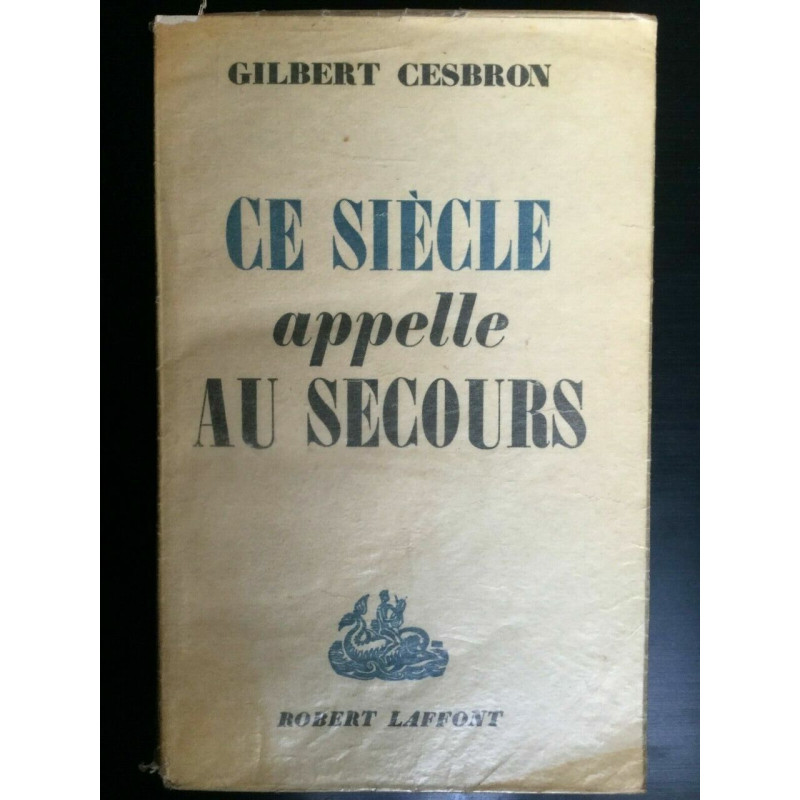 GILBERT CESBRON
CE SIÈCLE
appelle
AU SECOURS
ROBERT LAFFONT